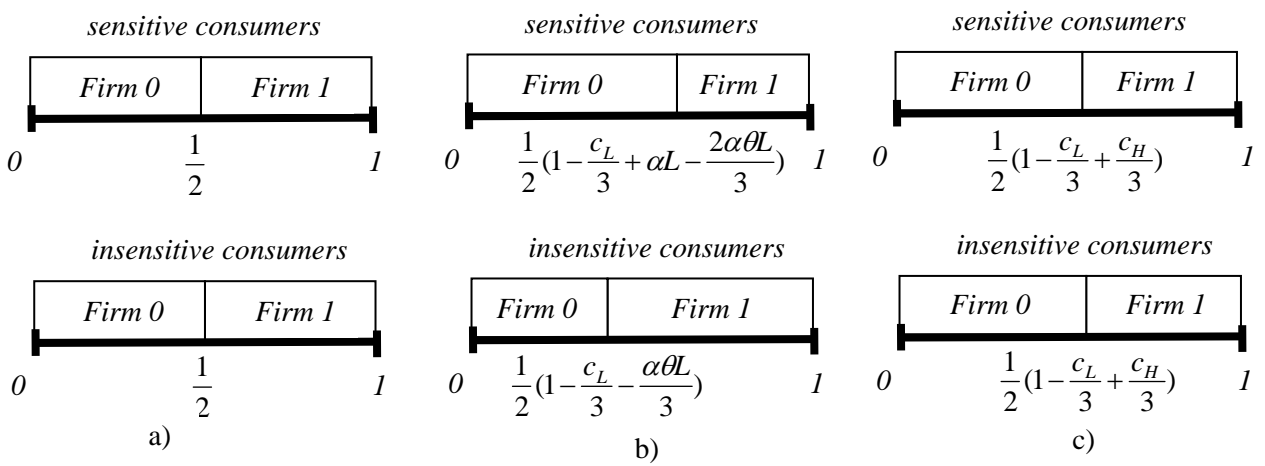 sensitive consumers
Firm 0 Firm 1
0 1/2 1
insensitive consumers
Firm 0 Firm 1
0 1/2 1
a)
sensitive consumers
Firm 0 Firm 1
0 1/2(1 − c_L/3 + αL − 2αθL/3) 1
insensitive consumers
Firm 0 Firm 1
0 1/2(1 − c_L/3 − αθL/3) 1
b)
sensitive consumers
Firm 0 Firm 1
0 1/2(1 − c_L/3 + c_H/3) 1
insensitive consumers
Firm 0 Firm 1
0 1/2(1 − c_L/3 + c_H/3) 1
c)